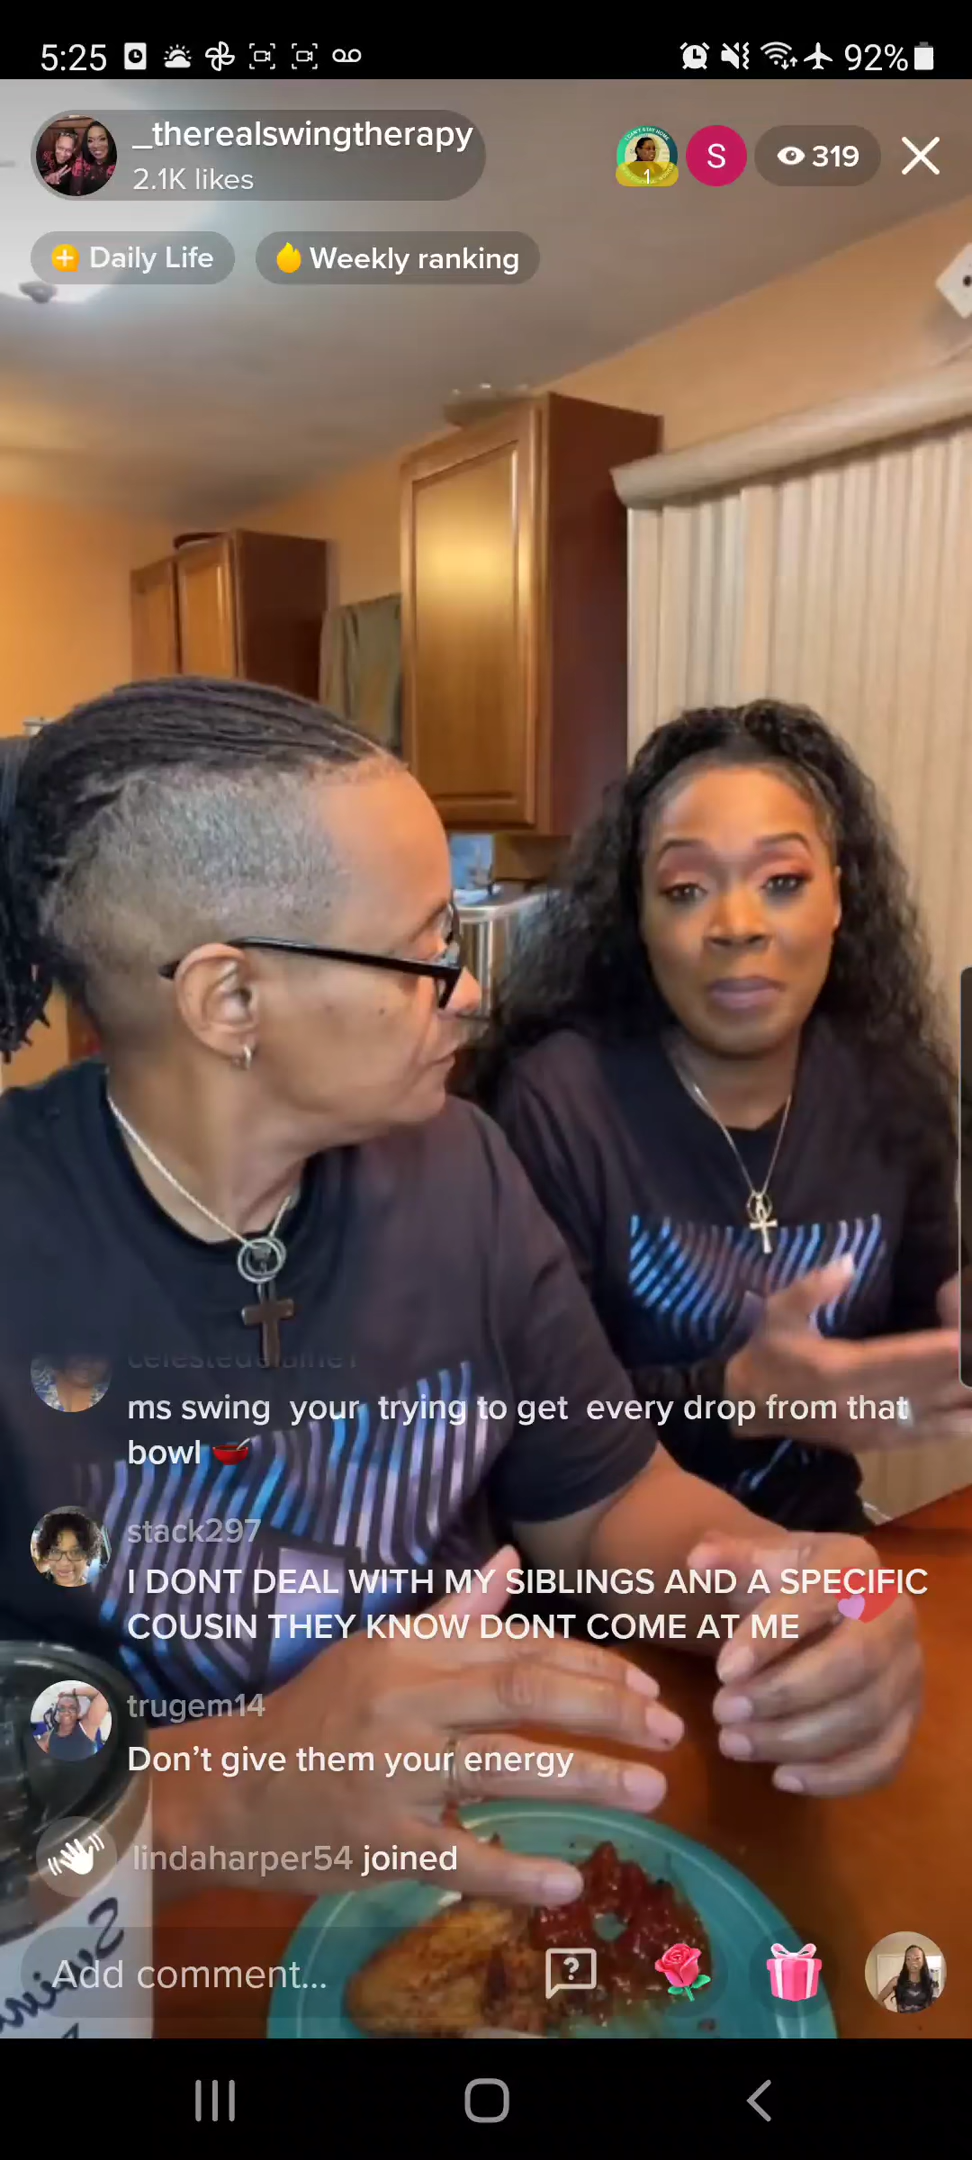 5:25
92%
_therealswingtherapy
2.1K likes
1
S
319
Daily Life
Weekly ranking
ms swing your trying to get every drop from that
bowl
stack297
I DONT DEAL WITH MY SIBLINGS AND A SPECIFIC
COUSIN THEY KNOW DONT COME AT ME
trugem14
Don't give them your energy
lindaharper54 joined
Add comment...